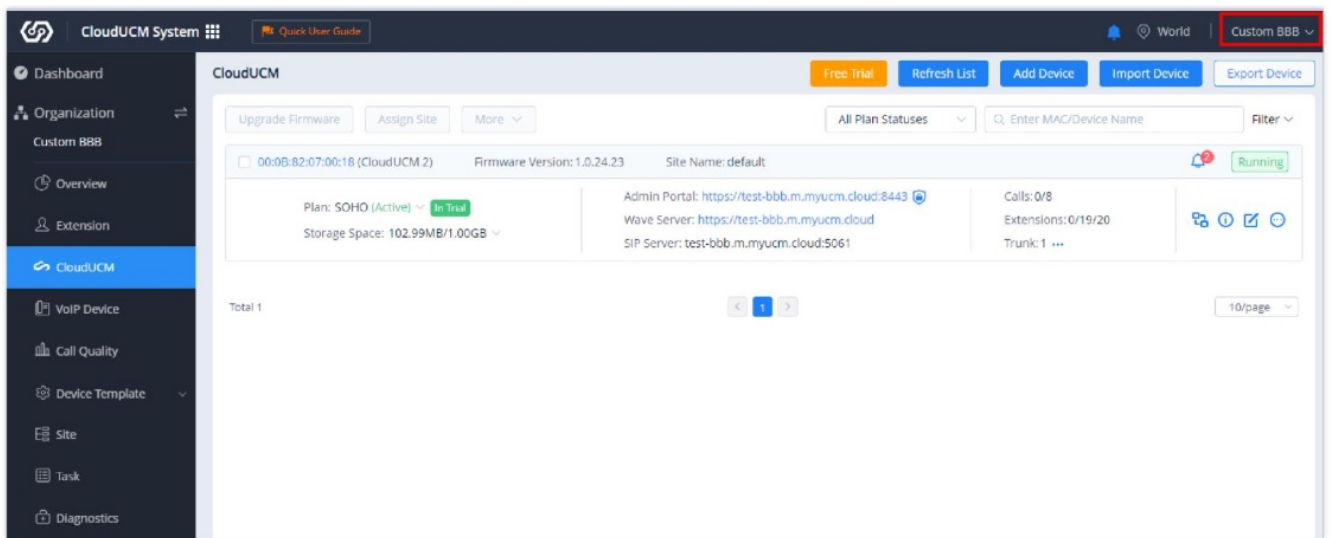 CloudUCM System Quick User Guide World Custom BBB
Dashboard
Organization
Custom BBB
Overview
Extension
CloudUCM
VoIP Device
Call Quality
Device Template
Site
Task
Diagnostics
CloudUCM Free Trial Refresh List Add Device Import Device Export Device
Upgrade Firmware Assign Site More All Plan Statuses Enter MAC/Device Name Filter
00:0B:82:07:00:18 (CloudUCM 2) Firmware Version: 1.0.24.23 Site Name: default 2 Running
Plan: SOHO (Active) In Trial
Storage Space: 102.99MB/1.00GB
Admin Portal: https://test-bbb.m.myucm.cloud:8443
Wave Server: https://test-bbb.m.myucm.cloud
SIP Server: test-bbb.m.myucm.cloud:5061
Calls: 0/8
Extensions: 0/19/20
Trunk: 1 •••
Total 1 < 1 > 10/page